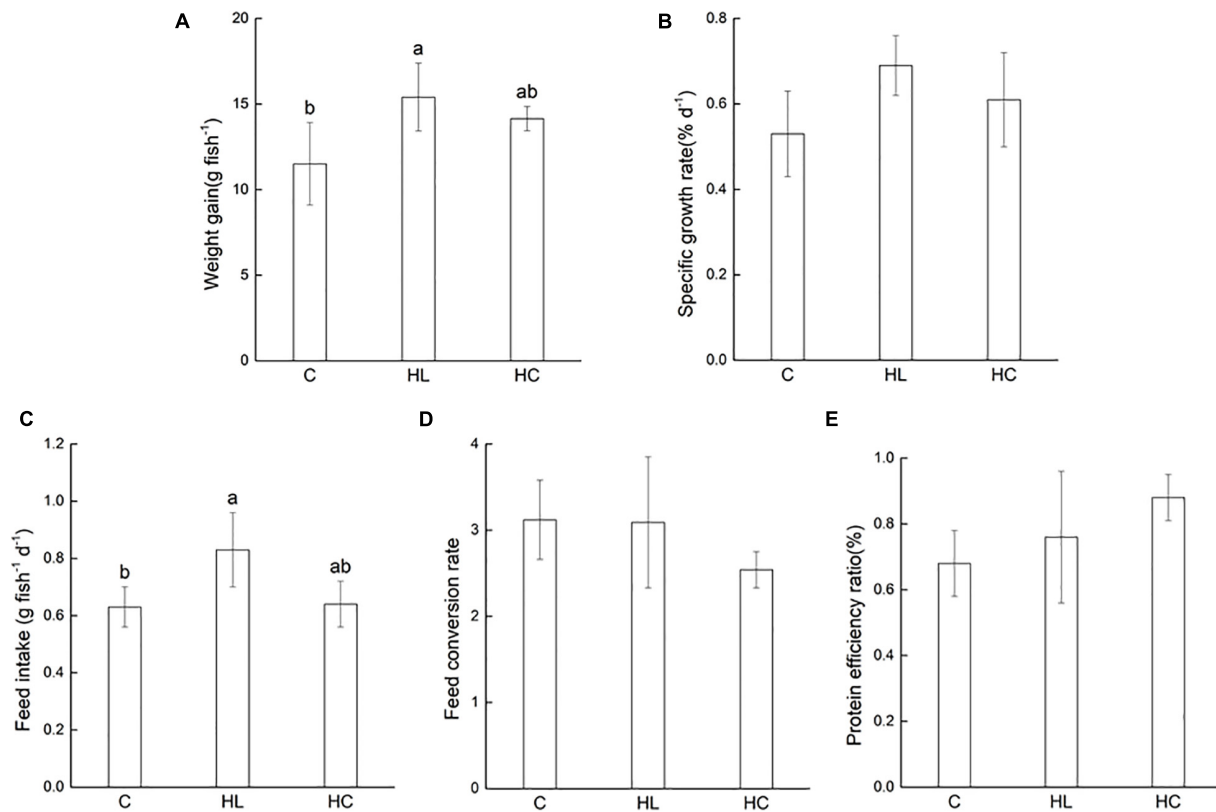 A
Weight gain(g fish⁻¹)
20
15
10
5
0
b
a
ab
C HL HC
B
Specific growth rate(% d⁻¹)
0.8
0.6
0.4
0.2
0.0
C HL HC
C
Feed intake (g fish⁻¹ d⁻¹)
1.2
1.0
0.8
0.6
0.4
0.2
0.0
b
a
ab
C HL HC
D
Feed conversion rate
4
3
2
1
0
C HL HC
E
Protein efficiency ratio(%)
1.0
0.8
0.6
0.4
0.2
0.0
C HL HC